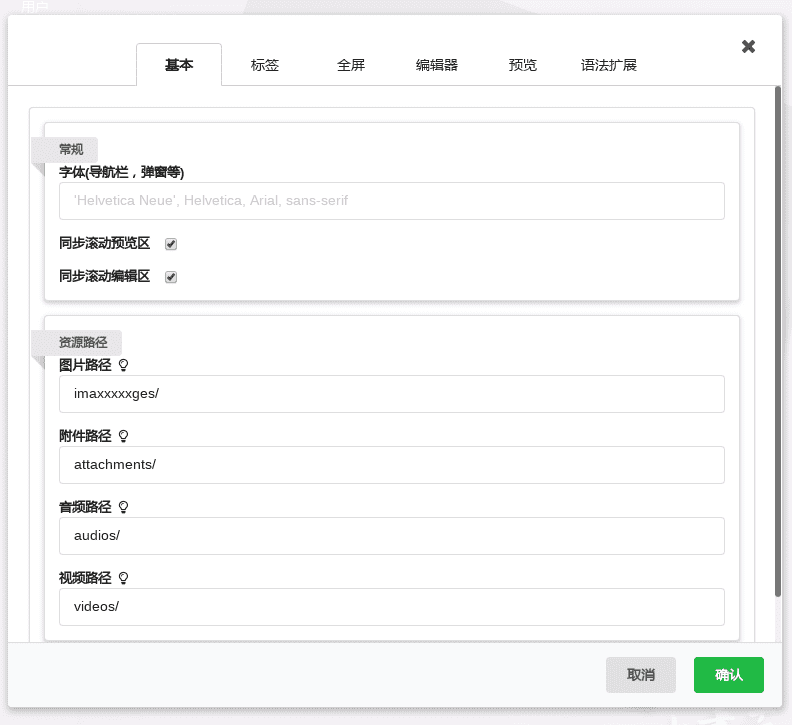 用户
基本 标签 全屏 编辑器 预览 语法扩展
常规
字体(导航栏，弹窗等)
'Helvetica Neue', Helvetica, Arial, sans-serif
同步滚动预览区
同步滚动编辑区
资源路径
图片路径
imaxxxxxges/
附件路径
attachments/
音频路径
audios/
视频路径
videos/
取消 确认